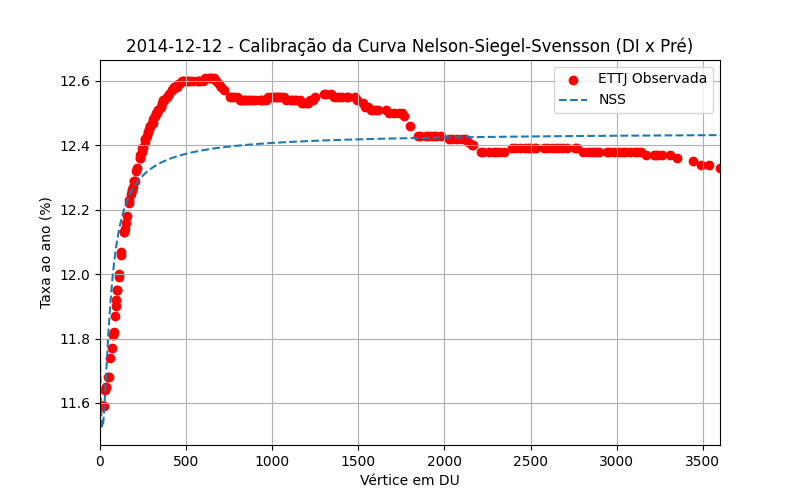 2014-12-12 - Calibração da Curva Nelson-Siegel-Svensson (DI x Pré)
ETTJ Observada
NSS
Taxa ao ano (%)
12.6
12.4
12.2
12.0
11.8
11.6
0 500 1000 1500 2000 2500 3000 3500
Vértice em DU